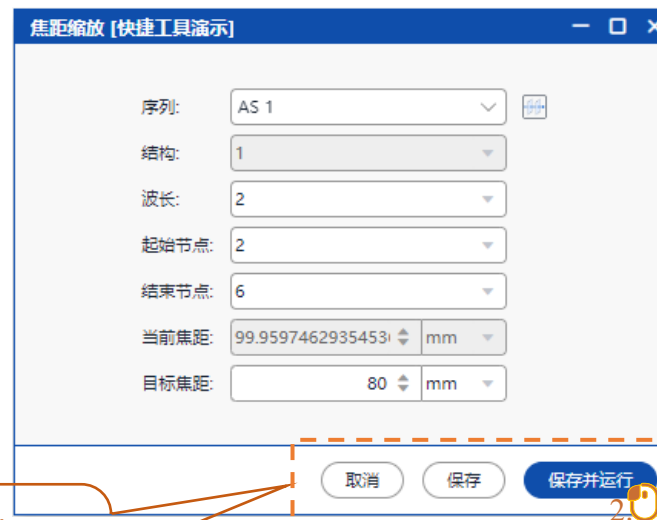 焦距缩放 [快捷工具演示]
序列: AS 1
结构: 1
波长: 2
起始节点: 2
结束节点: 6
当前焦距: 99.9597462935453 mm
目标焦距: 80 mm
取消 保存 保存并运行
2.